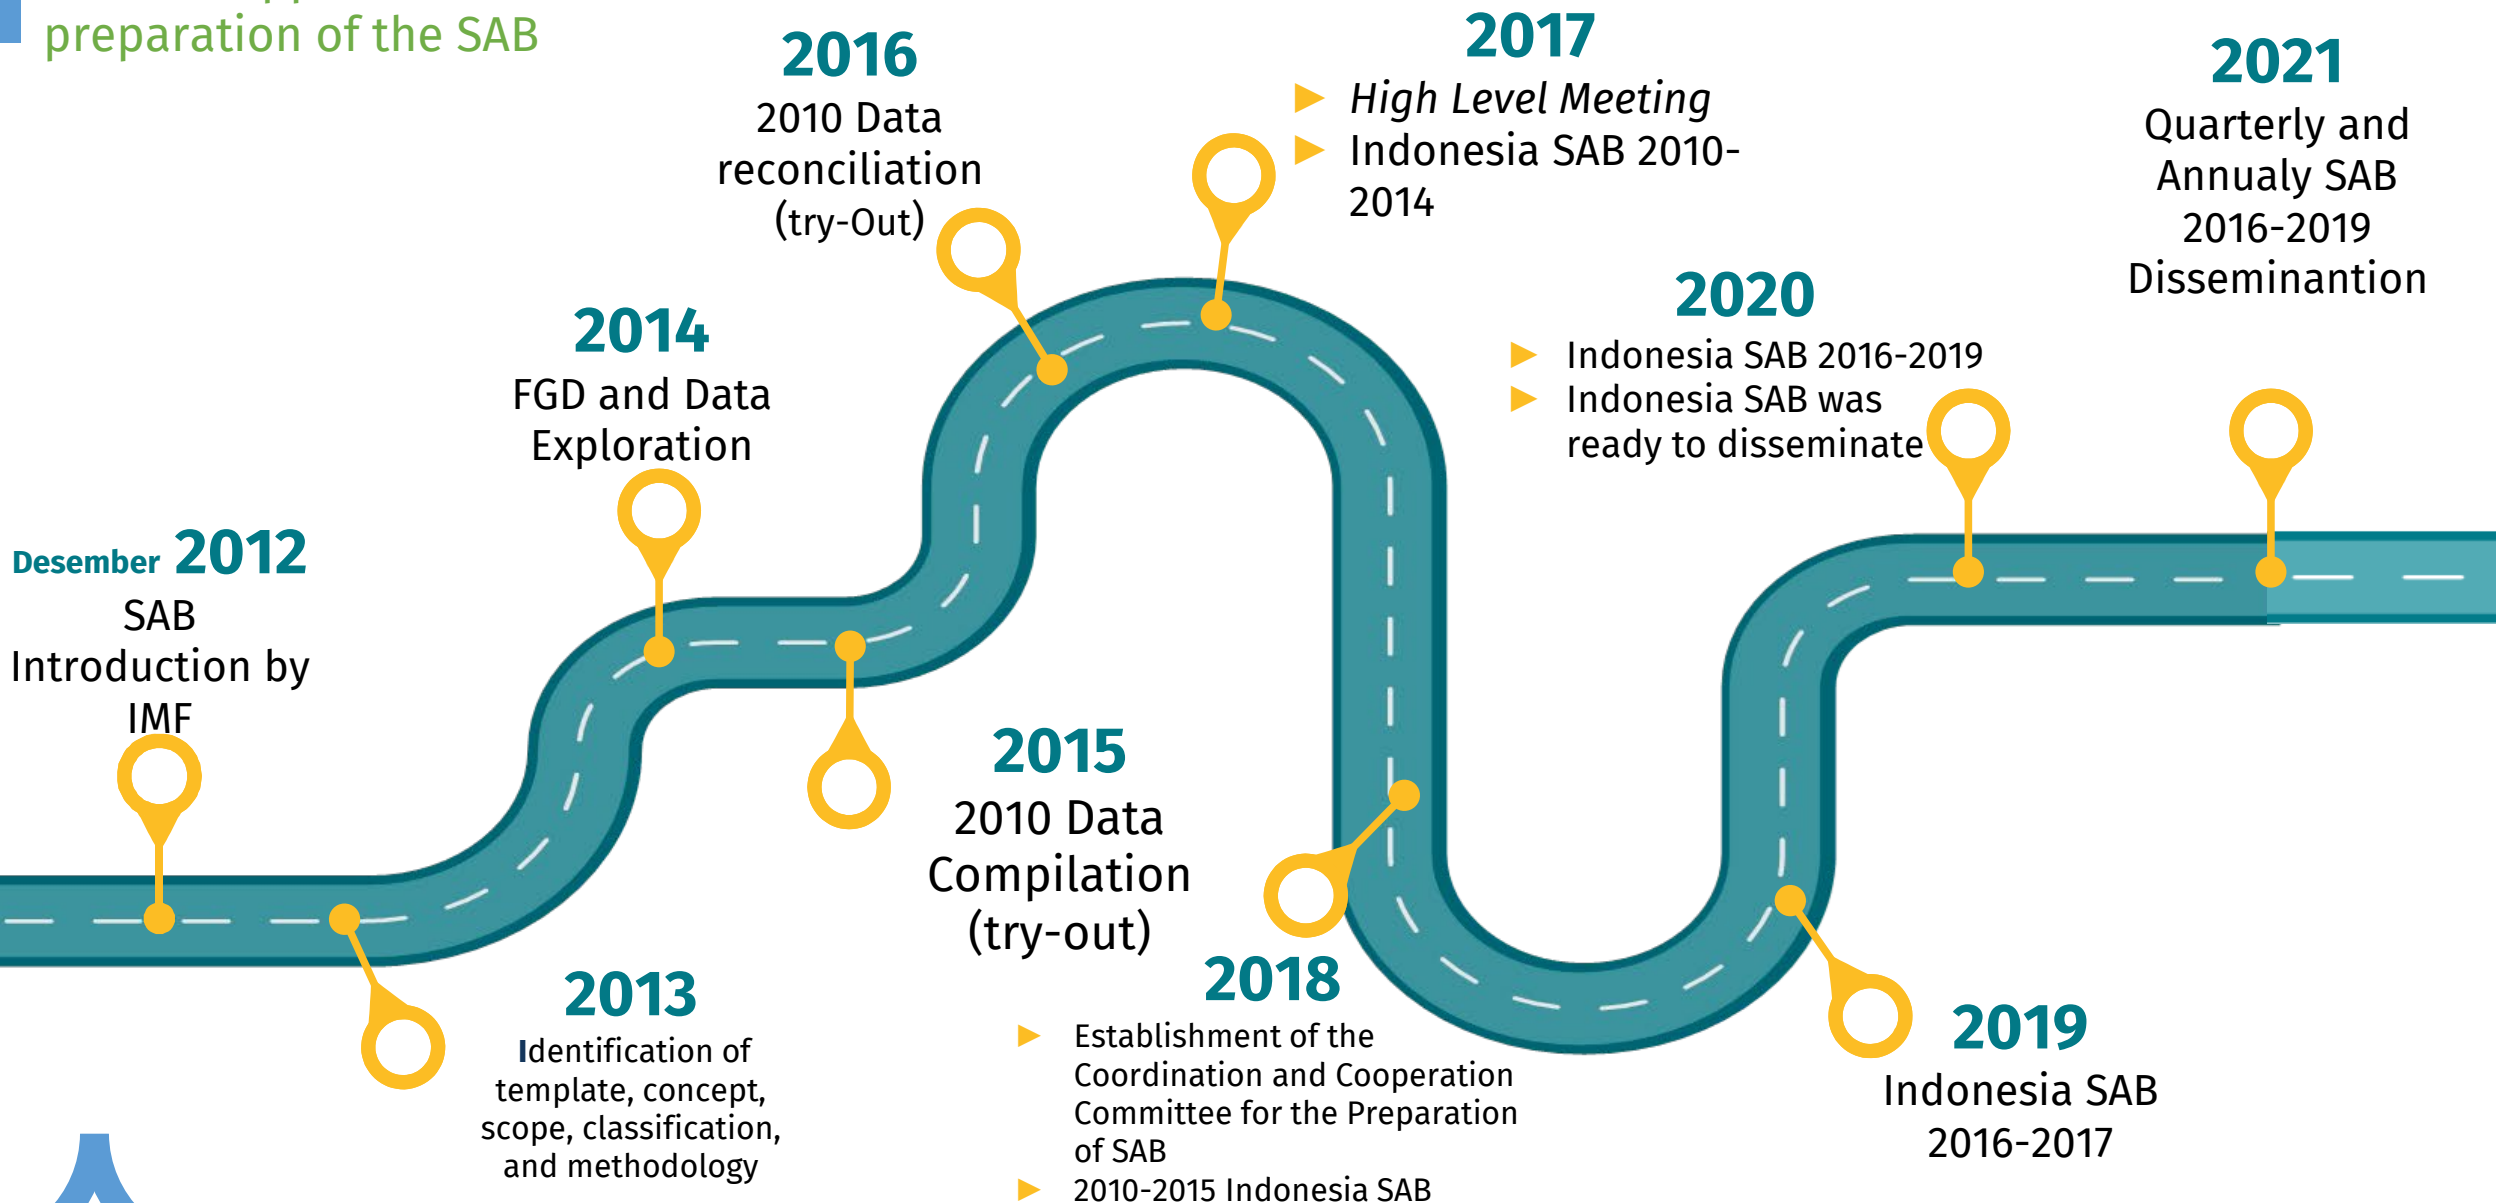 preparation of the SAB
Desember 2012
SAB
Introduction by
IMF
2013
Identification of
template, concept,
scope, classification,
and methodology
2014
FGD and Data
Exploration
2015
2010 Data
Compilation
(try-out)
2016
2010 Data
reconciliation
(try-Out)
2017
High Level Meeting
Indonesia SAB 2010-
2014
2018
Establishment of the
Coordination and Cooperation
Committee for the Preparation
of SAB
2010-2015 Indonesia SAB
2019
Indonesia SAB
2016-2017
2020
Indonesia SAB 2016-2019
Indonesia SAB was
ready to disseminate
2021
Quarterly and
Annualy SAB
2016-2019
Disseminantion